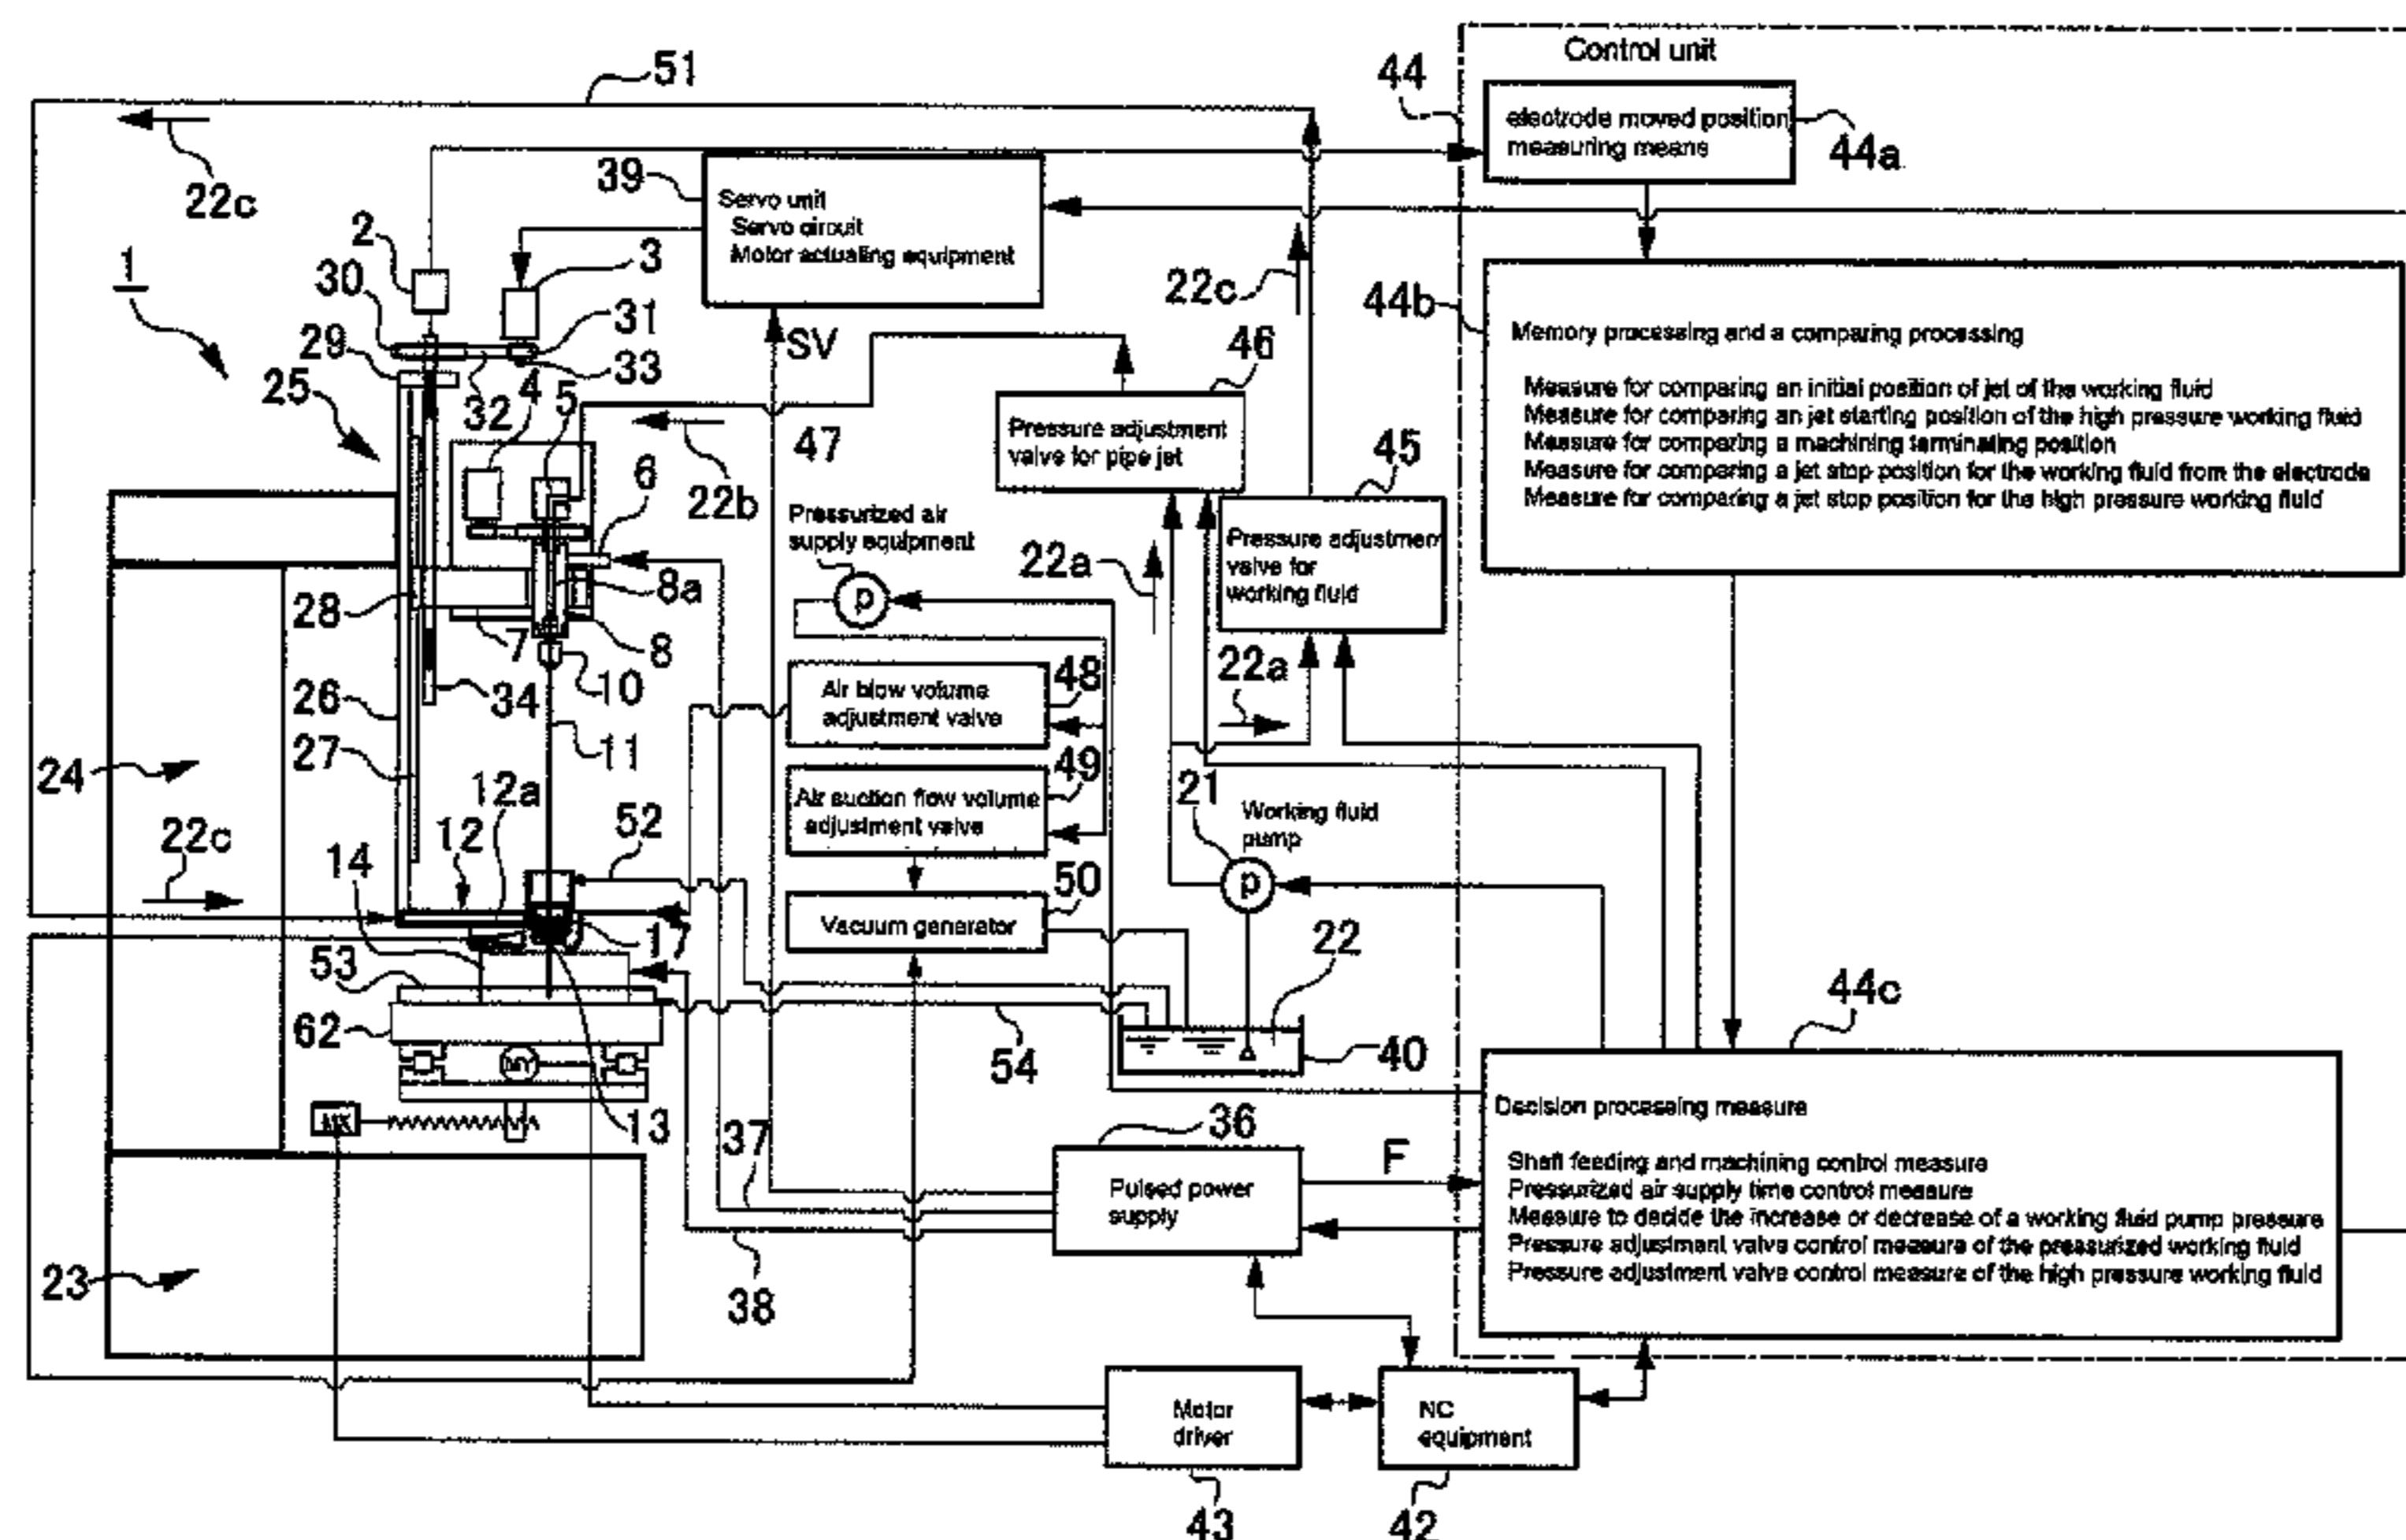 Control unit
51
44
electrode moved position
measuring means
44a
22c
39
Servo unit
Servo circuit
Motor actuating equipment
2
3
1
30
31
22c
44b
Memory processing and a comparing processing
Measure for comparing an initial position of jet of the working fluid
Measure for comparing an jet starting position of the high pressure working fluid
Measure for comparing a machining terminating position
Measure for comparing a jet stop position for the working fluid from the electrode
Measure for comparing a jet stop position for the high pressure working fluid
SV
29
33
46
25
32
4
5
Pressure adjustment
valve for pipe jet
47
45
6
22b
Pressurized air
supply equipment
p
22a
Pressure adjustmen
valve for
working fluid
28
7
8a
8
10
26
34
Air blow volume
adjustment valve
48
22a
27
11
24
12a
49
Air suction flow volume
adjustment valve
21
Working fluid
pump
p
12
52
14
22c
50
Vacuum generator
17
22
53
44c
62
54
40
MY
MX
13
Decision processing measure
Shaft feeding and machining control measure
Pressurized air supply time control measure
Measure to decide the increase or decrease of a working fluid pump pressure
Pressure adjustment valve control measure of the pressurized working fluid
Pressure adjustment valve control measure of the high pressure working fluid
37
36
F
Pulsed power
supply
23
38
Motor
driver
NC
equipment
43
42